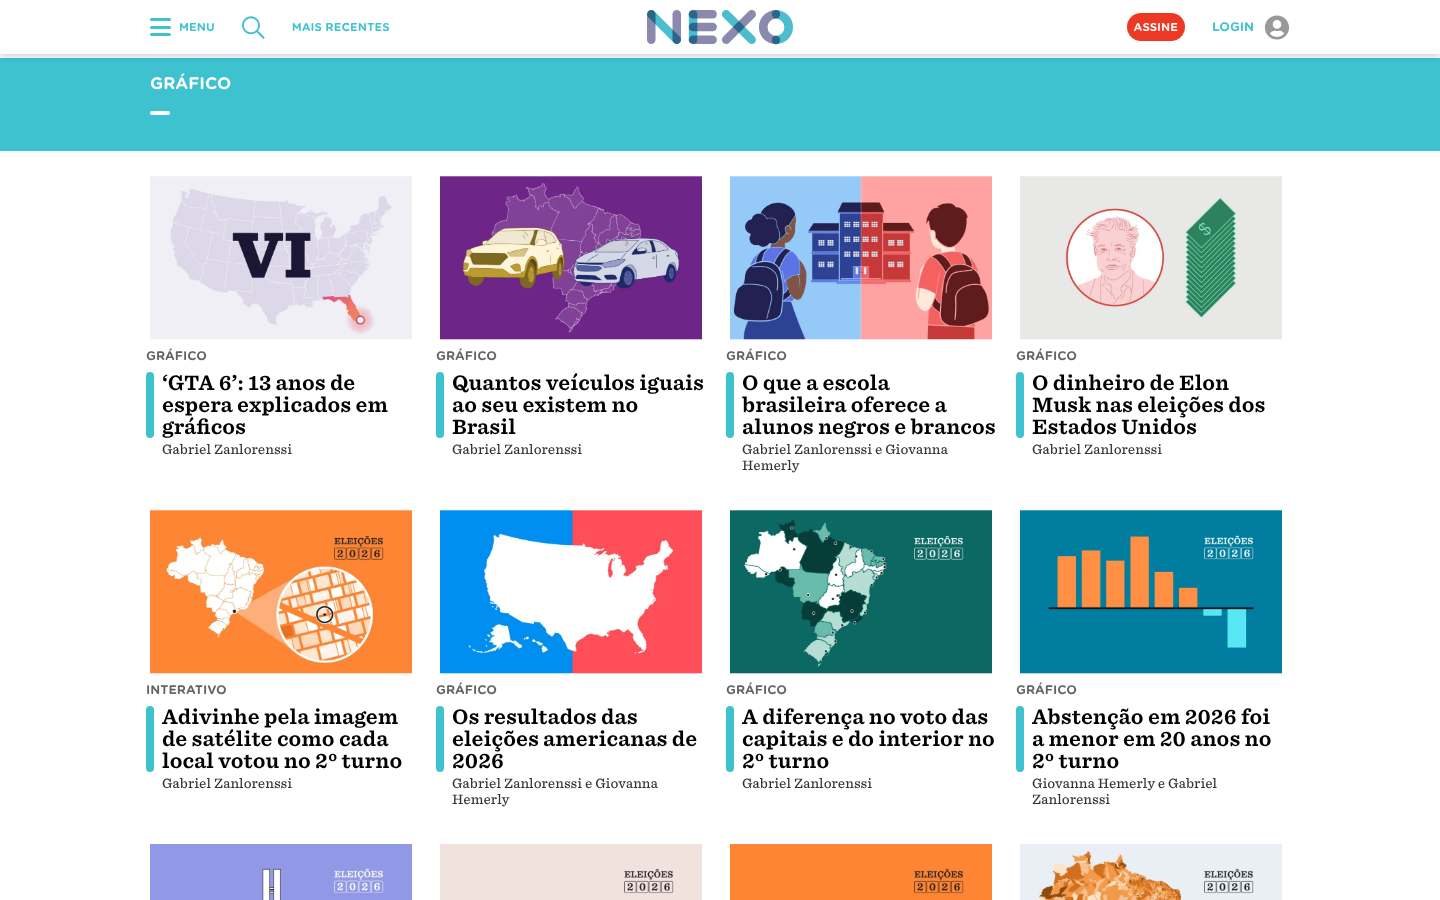 MENU
MAIS RECENTES
NEXO
ASSINE
LOGIN
GRÁFICO
VI
$
GRÁFICO
‘GTA 6’: 13 anos de
espera explicados em
gráficos
Gabriel Zanlorenssi
GRÁFICO
Quantos veículos iguais
ao seu existem no
Brasil
Gabriel Zanlorenssi
GRÁFICO
O que a escola
brasileira oferece a
alunos negros e brancos
Gabriel Zanlorenssi e Giovanna
Hemerly
GRÁFICO
O dinheiro de Elon
Musk nas eleições dos
Estados Unidos
Gabriel Zanlorenssi
ELEIÇÕES
2026
INTERATIVO
Adivinhe pela imagem
de satélite como cada
local votou no 2º turno
Gabriel Zanlorenssi
GRÁFICO
Os resultados das
eleições americanas de
2026
Gabriel Zanlorenssi e Giovanna
Hemerly
ELEIÇÕES
2026
GRÁFICO
A diferença no voto das
capitais e do interior no
2º turno
Gabriel Zanlorenssi
ELEIÇÕES
2026
GRÁFICO
Abstenção em 2026 foi
a menor em 20 anos no
2º turno
Giovanna Hemerly e Gabriel
Zanlorenssi
ELEIÇÕES
2026
ELEIÇÕES
2026
ELEIÇÕES
2026
ELEIÇÕES
2026